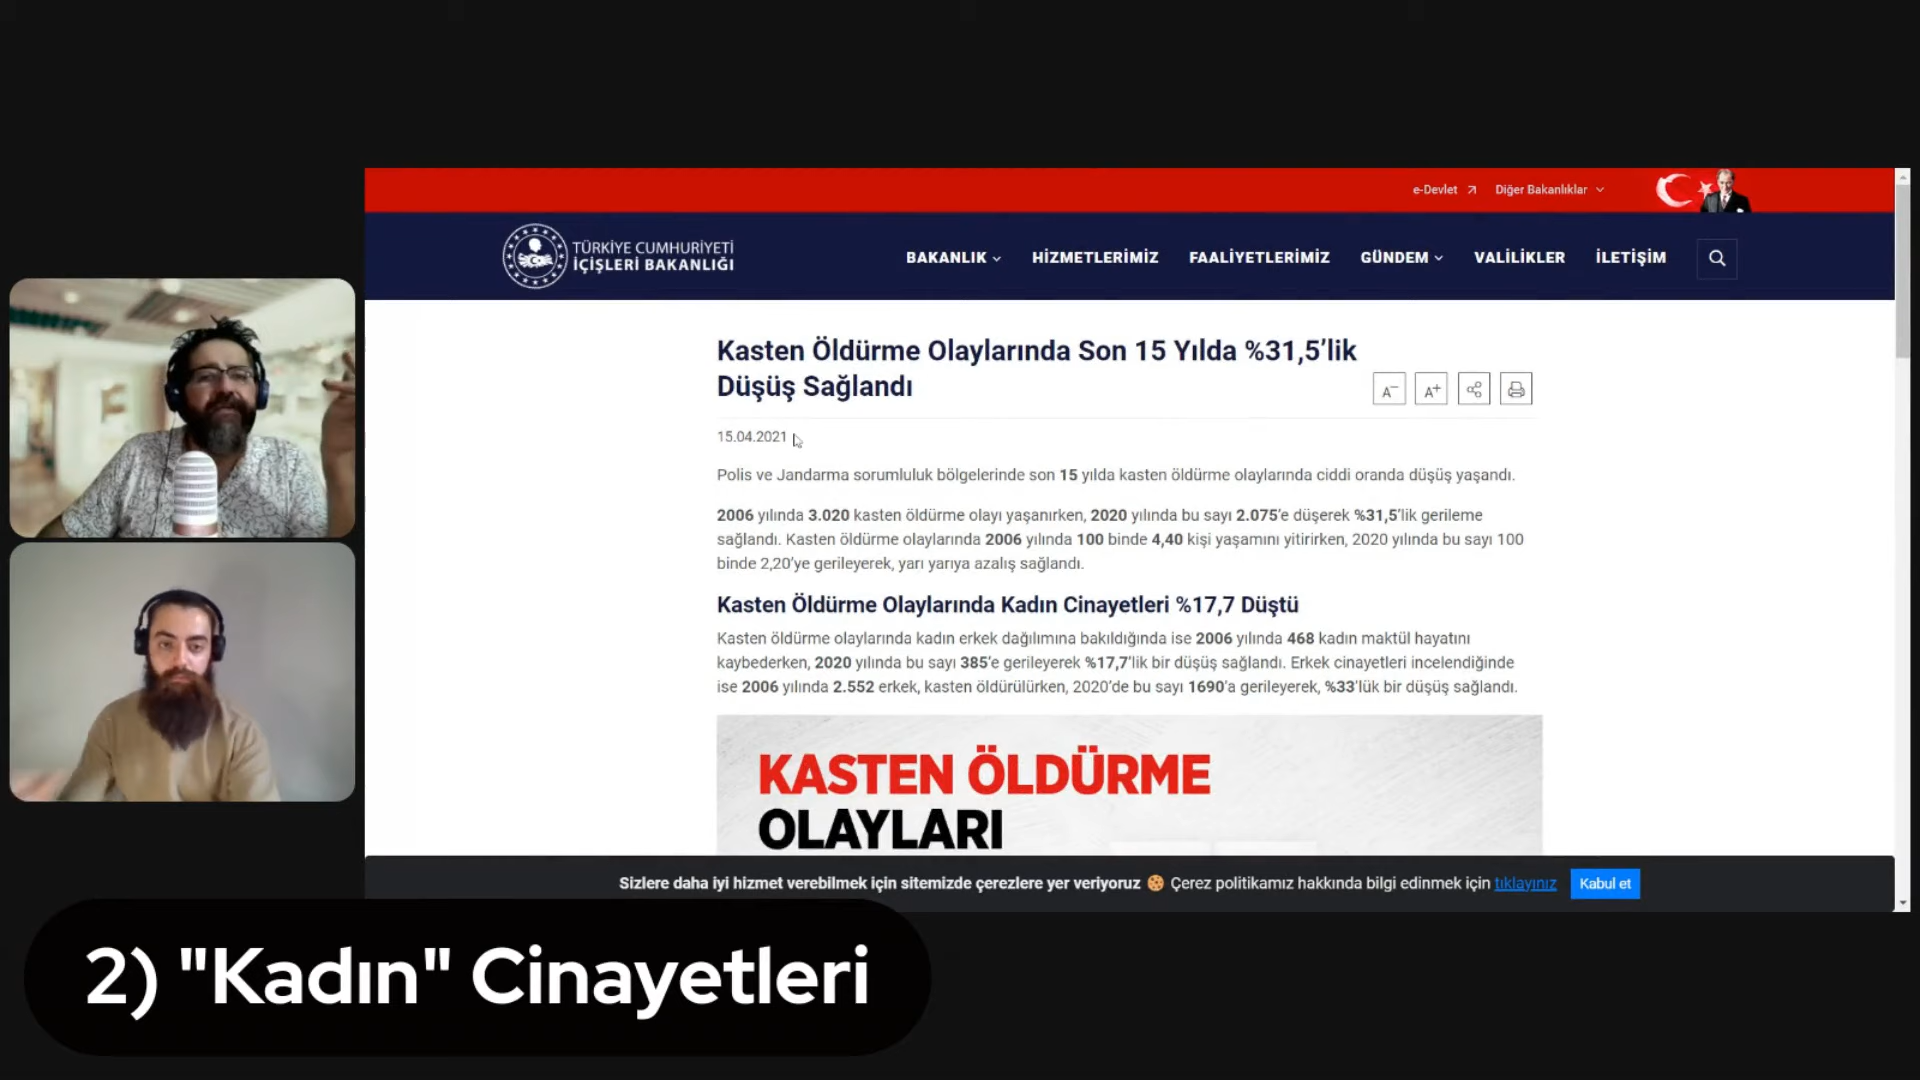 e-Devlet
Diğer Bakanlıklar
TÜRKİYE CUMHURİYETİ
İÇİŞLERİ BAKANLIĞI
BAKANLIK
HİZMETLERİMİZ
FAALİYETLERİMİZ
GÜNDEM
VALİLİKLER
İLETİŞİM
Kasten Öldürme Olaylarında Son 15 Yılda %31,5’lik
Düşüş Sağlandı
A-
A+
15.04.2021
Polis ve Jandarma sorumluluk bölgelerinde son 15 yılda kasten öldürme olaylarında ciddi oranda düşüş yaşandı.
2006 yılında 3.020 kasten öldürme olayı yaşanırken, 2020 yılında bu sayı 2.075’e düşerek %31,5’lik gerileme
sağlandı. Kasten öldürme olaylarında 2006 yılında 100 binde 4,40 kişi yaşamını yitirirken, 2020 yılında bu sayı 100
binde 2,20’ye gerileyerek, yarı yarıya azalış sağlandı.
Kasten Öldürme Olaylarında Kadın Cinayetleri %17,7 Düştü
Kasten öldürme olaylarında kadın erkek dağılımına bakıldığında ise 2006 yılında 468 kadın maktül hayatını
kaybederken, 2020 yılında bu sayı 385’e gerileyerek %17,7’lik bir düşüş sağlandı. Erkek cinayetleri incelendiğinde
ise 2006 yılında 2.552 erkek, kasten öldürülürken, 2020’de bu sayı 1690’a gerileyerek, %33’lük bir düşüş sağlandı.
KASTEN ÖLDÜRME
OLAYLARI
Sizlere daha iyi hizmet verebilmek için sitemizde çerezlere yer veriyoruz 🍪 Çerez politikamız hakkında bilgi edinmek için tıklayınız
Kabul et
2) "Kadın" Cinayetleri